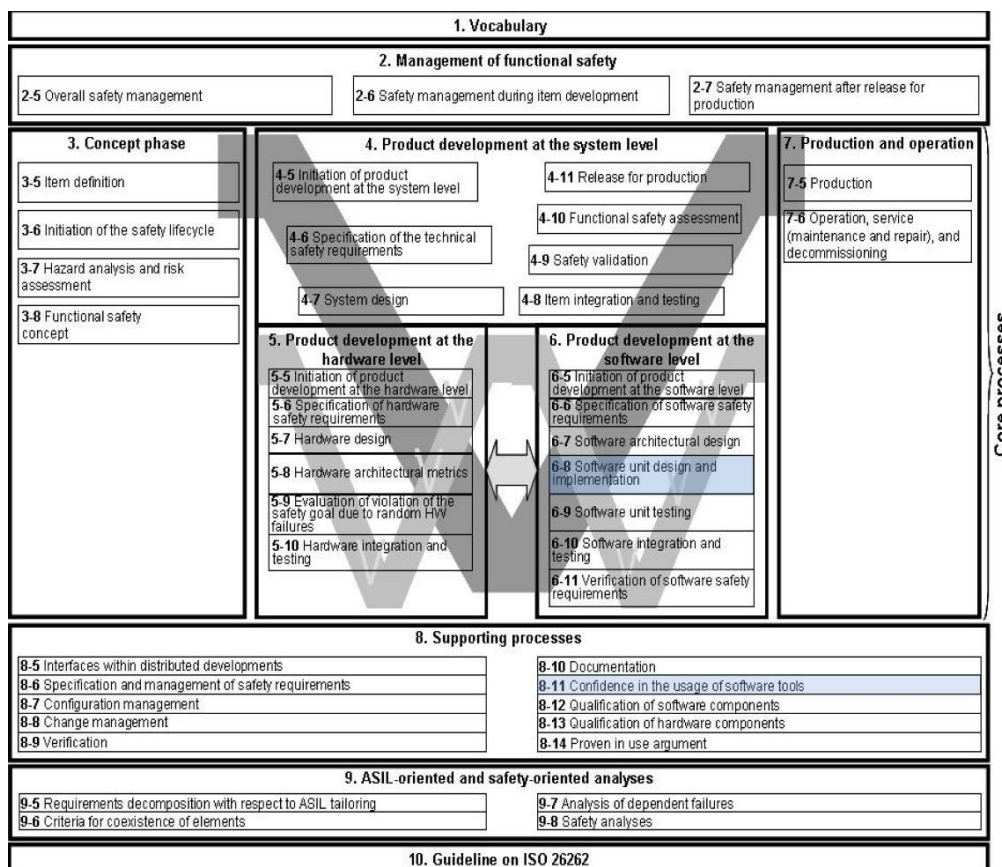 1. Vocabulary
2. Management of functional safety
2-5 Overall safety management
2-6 Safety management during item development
2-7 Safety management after release for
production
3. Concept phase
3-5 Item definition
3-6 Initiation of the safety lifecycle
3-7 Hazard analysis and risk
assessment
3-8 Functional safety
concept
4. Product development at the system level
4-5 Initiation of product
development at the system level
4-6 Specification of the technical
safety requirements
4-7 System design
4-11 Release for production
4-10 Functional safety assessment
4-9 Safety validation
4-8 Item integration and testing
7. Production and operation
7-5 Production
7-6 Operation, service
(maintenance and repair), and
decommissioning
5. Product development at the
hardware level
5-5 Initiation of product
development at the hardware level
5-6 Specification of hardware
safety requirements
5-7 Hardware design
5-8 Hardware architectural metrics
5-9 Evaluation of violation of the
safety goal due to random HW
failures
5-10 Hardware integration and
testing
6. Product development at the
software level
6-5 Initiation of product
development at the software level
6-6 Specification of software safety
requirements
6-7 Software architectural design
6-8 Software unit design and
implementation
6-9 Software unit testing
6-10 Software integration and
testing
6-11 Verification of software safety
requirements
Core processes
8. Supporting processes
8-5 Interfaces within distributed developments
8-6 Specification and management of safety requirements
8-7 Configuration management
8-8 Change management
8-9 Verification
8-10 Documentation
8-11 Confidence in the usage of software tools
8-12 Qualification of software components
8-13 Qualification of hardware components
8-14 Proven in use argument
9. ASIL-oriented and safety-oriented analyses
9-5 Requirements decomposition with respect to ASIL tailoring
9-6 Criteria for coexistence of elements
9-7 Analysis of dependent failures
9-8 Safety analyses
10. Guideline on ISO 26262